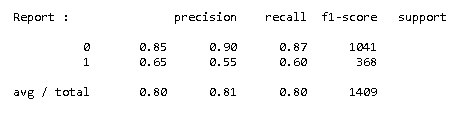 Report : precision recall f1-score support
0 0.85 0.90 0.87 1041
1 0.65 0.55 0.60 368
avg / total 0.80 0.81 0.80 1409